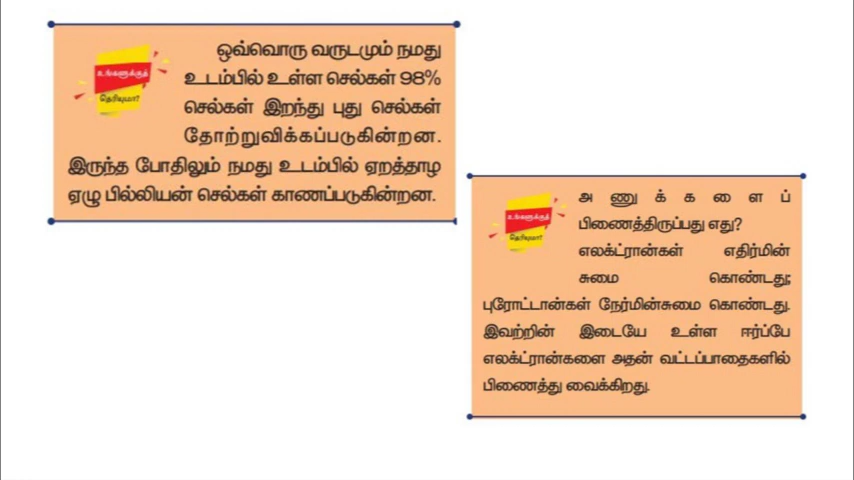 உங்களுக்குத்
தெரியுமா?
ஒவ்வொரு வருடமும் நமது
உடம்பில் உள்ள செல்கள் 98%
செல்கள் இறந்து புது செல்கள்
தோற்றுவிக்கப்படுகின்றன.
இருந்த போதிலும் நமது உடம்பில் ஏறத்தாழ
ஏழு பில்லியன் செல்கள் காணப்படுகின்றன.
உங்களுக்குத்
தெரியுமா?
அணுக்களைப்
பிணைத்திருப்பது எது?
எலக்ட்ரான்கள் எதிர்மின்
சுமை கொண்டது;
புரோட்டான்கள் நேர்மின்சுமை கொண்டது.
இவற்றின் இடையே உள்ள ஈர்ப்பே
எலக்ட்ரான்களை அதன் வட்டப்பாதைகளில்
பிணைத்து வைக்கிறது.